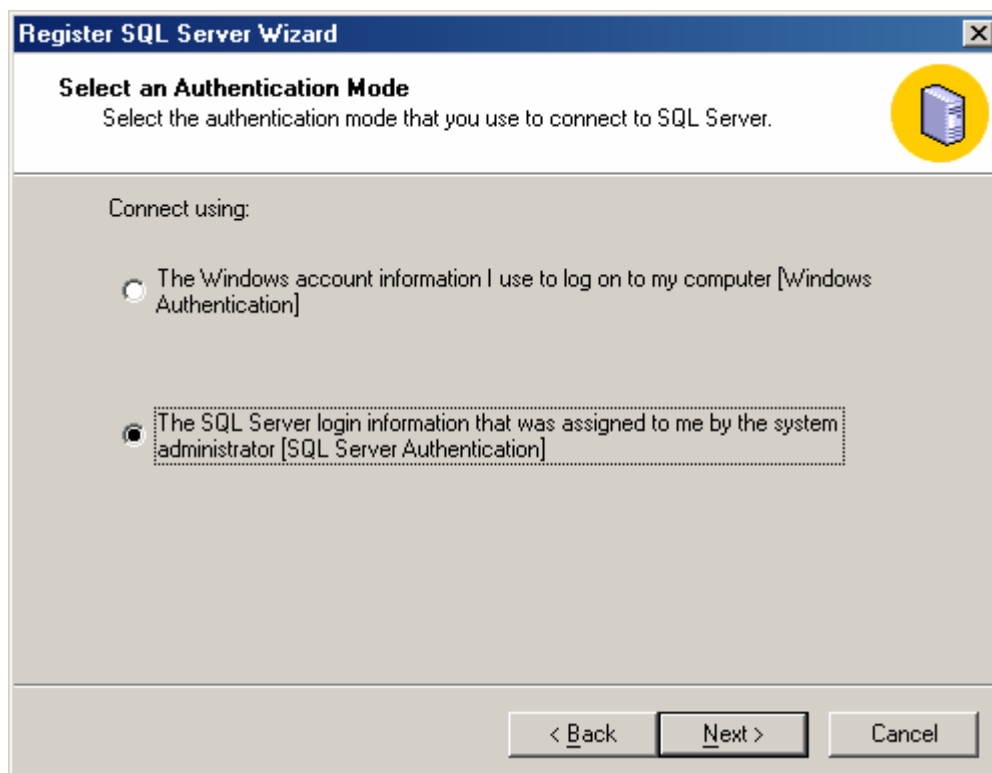 Register SQL Server Wizard
Select an Authentication Mode
Select the authentication mode that you use to connect to SQL Server.
Connect using:
The Windows account information I use to log on to my computer [Windows
Authentication]
The SQL Server login information that was assigned to me by the system
administrator [SQL Server Authentication]
< Back
Next >
Cancel